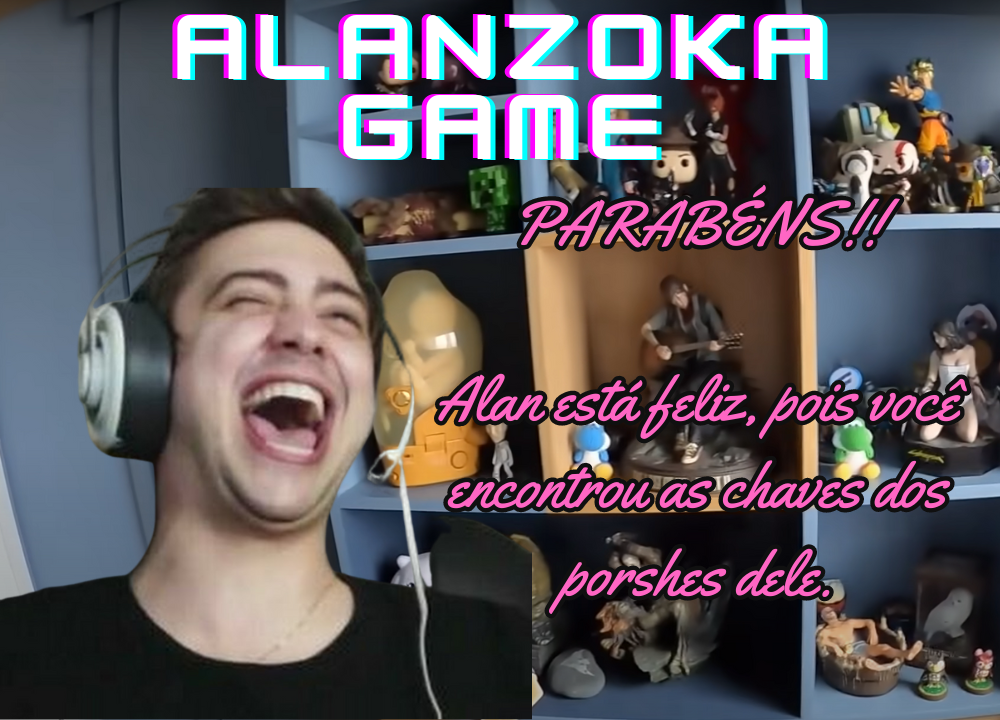 ALANZOKA
GAME
PARABÉNS!!
Alan está feliz, pois você
encontrou as chaves dos
porshes dele.